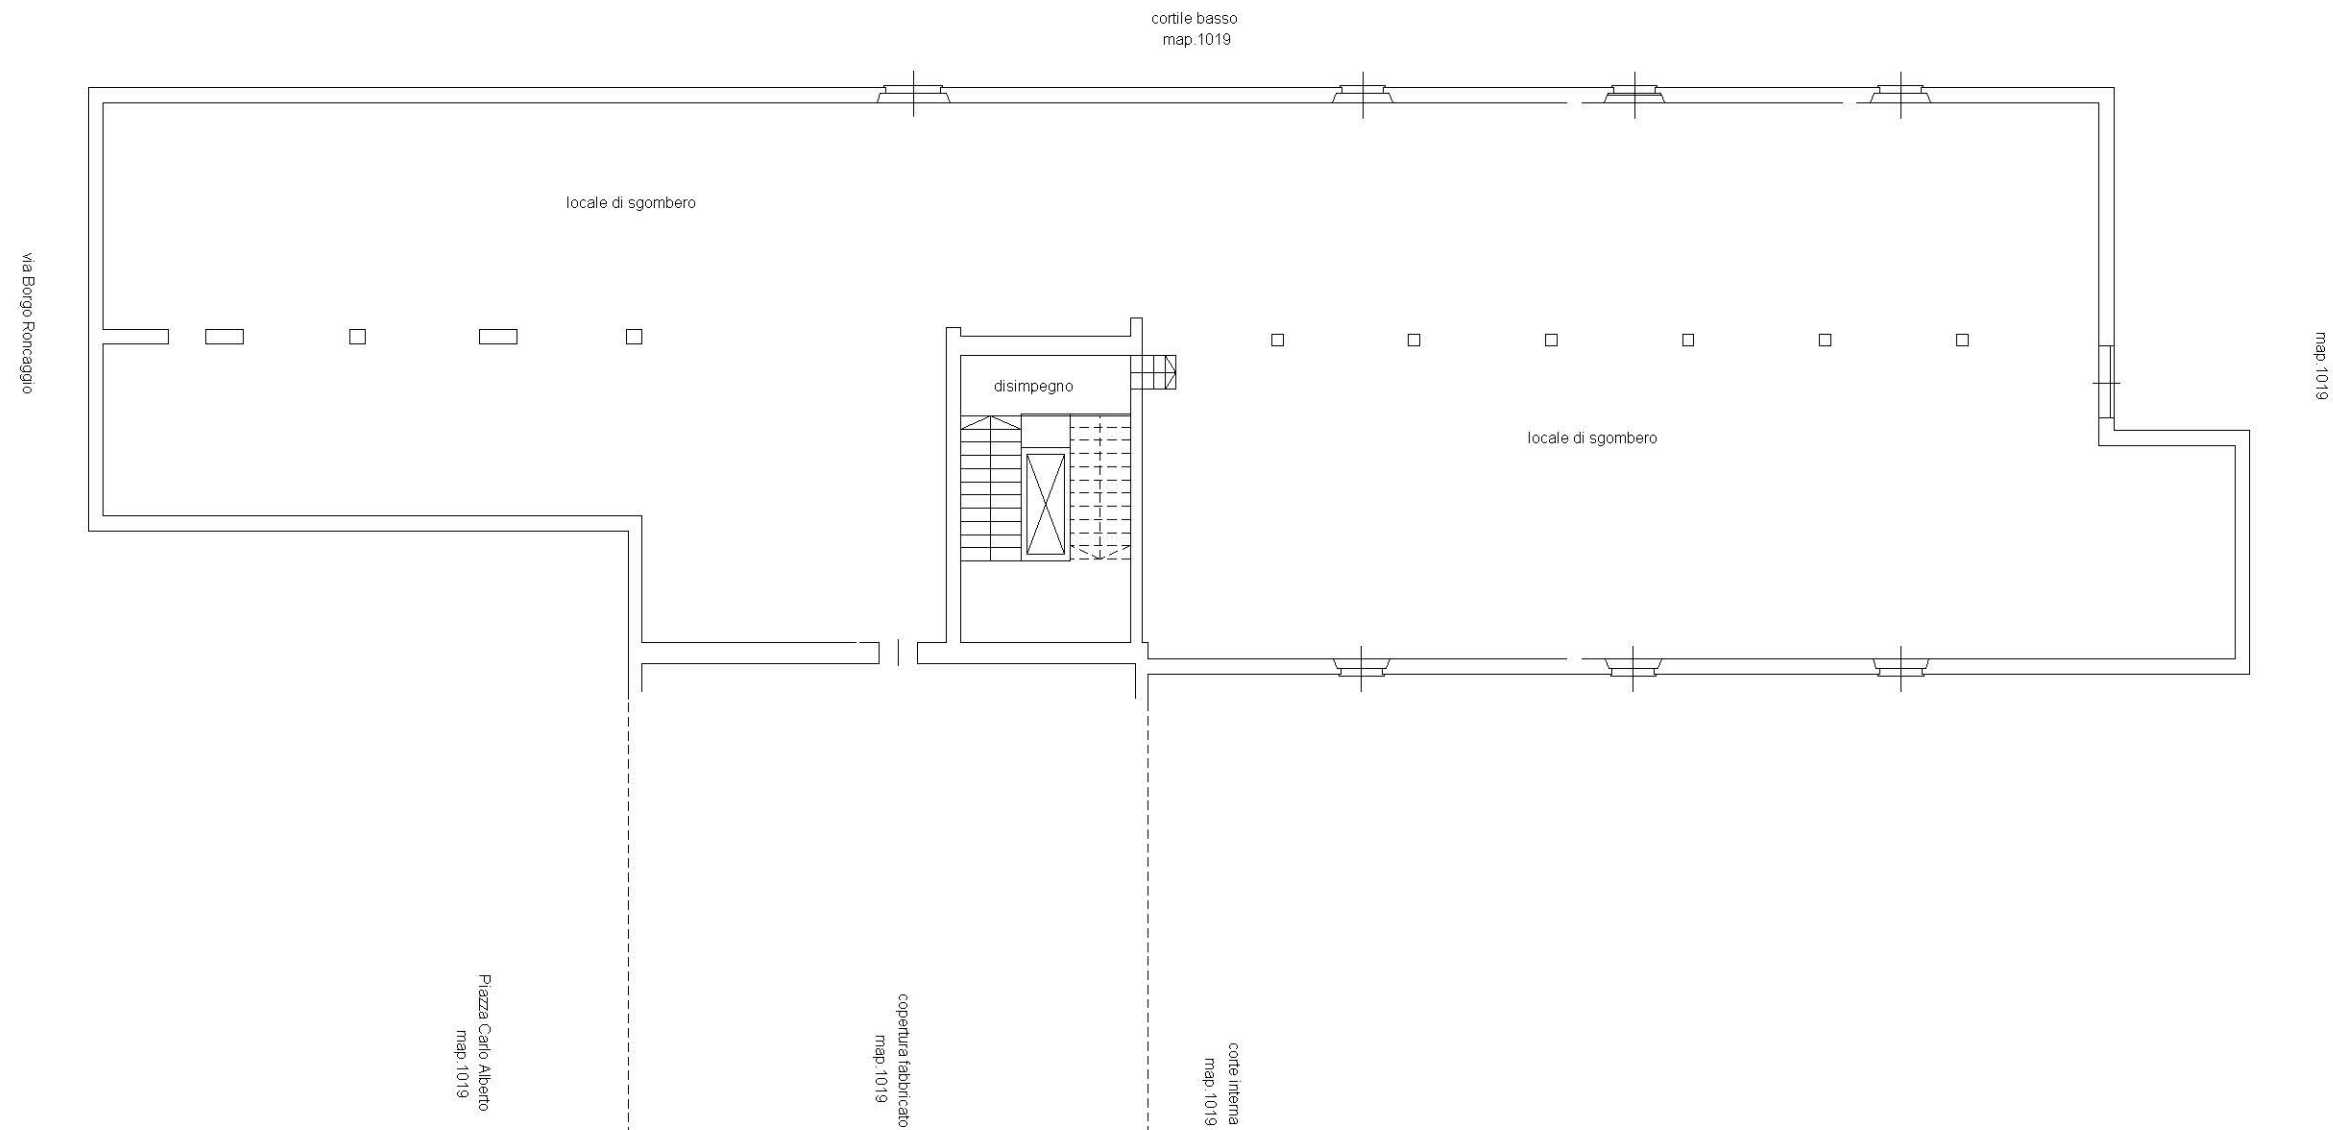 cortile basso
map.1019
locale di sgombero
via Borgo Roncaggio
map.1019
disimpegno
locale di sgombero
Piazza Carlo Alberto
map.1019
copertura fabbricato
map.1019
corte interna
map.1019